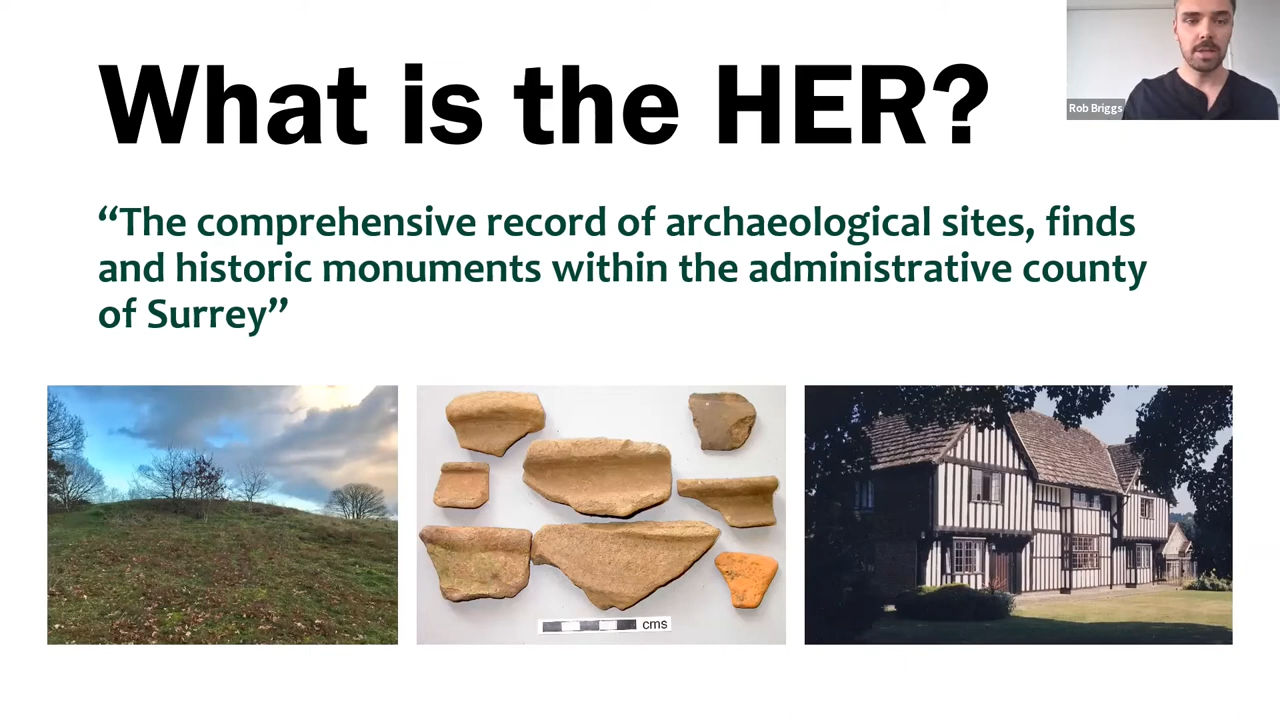 What is the HER?
Rob Briggs
“The comprehensive record of archaeological sites, finds
and historic monuments within the administrative county
of Surrey”
cms